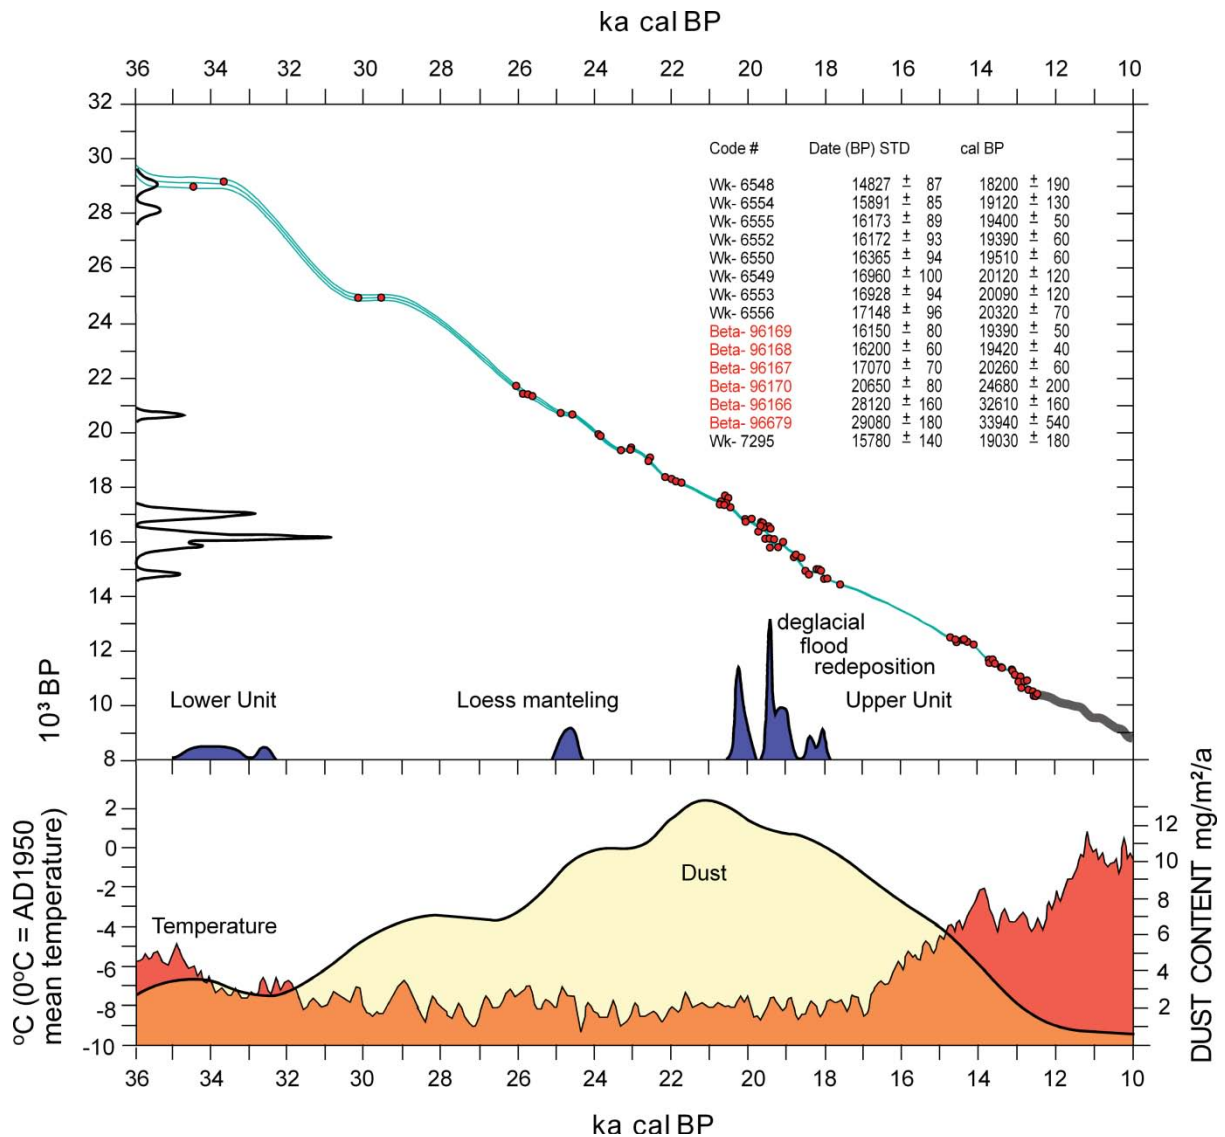 ka cal BP
36 34 32 30 28 26 24 22 20 18 16 14 12 10
32
30
28
26
24
22
20
18
16
14
12
10
8
10³ BP
Code # Date (BP) STD cal BP
Wk- 6548 14827 ± 87 18200 ± 190
Wk- 6554 15891 ± 85 19120 ± 130
Wk- 6555 16173 ± 89 19400 ± 50
Wk- 6552 16172 ± 93 19390 ± 60
Wk- 6550 16365 ± 94 19510 ± 60
Wk- 6549 16960 ± 100 20120 ± 120
Wk- 6553 16928 ± 94 20090 ± 120
Wk- 6556 17148 ± 96 20320 ± 70
Beta- 96169 16150 ± 80 19390 ± 50
Beta- 96168 16200 ± 60 19420 ± 40
Beta- 96167 17070 ± 70 20260 ± 60
Beta- 96170 20650 ± 80 24680 ± 200
Beta- 96166 28120 ± 160 32610 ± 160
Beta- 96679 29080 ± 180 33940 ± 540
Wk- 7295 15780 ± 140 19030 ± 180
deglacial
flood
redeposition
Lower Unit
Loess manteling
Upper Unit
2
0
-2
-4
-6
-8
-10
ºC (0ºC = AD1950
mean temperature)
Temperature
Dust
12
10
8
6
4
2
DUST CONTENT mg/m²/a
36 34 32 30 28 26 24 22 20 18 16 14 12 10
ka cal BP